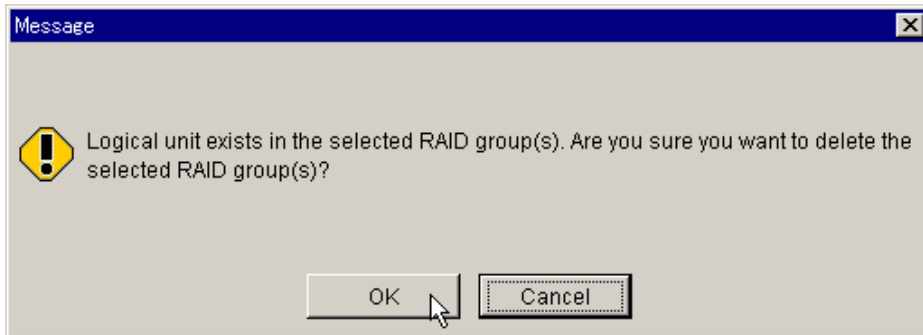 Message
Logical unit exists in the selected RAID group(s). Are you sure you want to delete the
selected RAID group(s)?
OK
Cancel